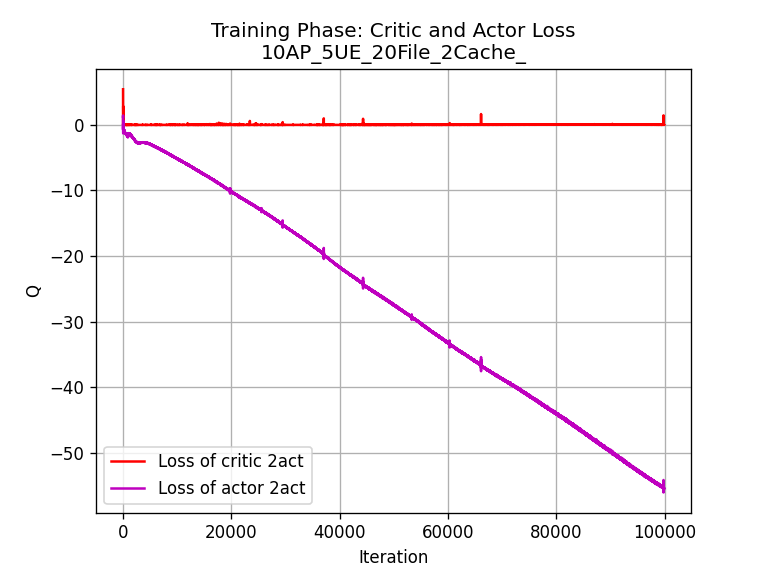 Training Phase: Critic and Actor Loss
10AP_5UE_20File_2Cache_
Q
0
−10
−20
−30
−40
−50
Loss of critic 2act
Loss of actor 2act
0
20000
40000
60000
80000
100000
Iteration